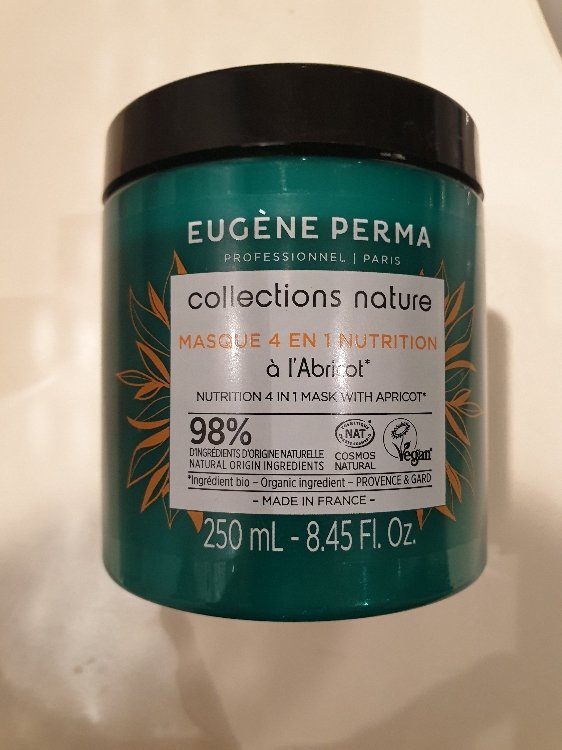 EUGÈNE PERMA
PROFESSIONNEL | PARIS
collections nature
MASQUE 4 EN 1 NUTRITION
à l'Abricot*
NUTRITION 4 IN 1 MASK WITH APRICOT*
98%
D'INGRÉDIENTS D'ORIGINE NATURELLE
NATURAL ORIGIN INGREDIENTS
NAT
COSMOS
NATURAL
Vegan
*Ingrédient bio – Organic ingredient – PROVENCE & GARD
- MADE IN FRANCE -
250 mL - 8.45 Fl. Oz.